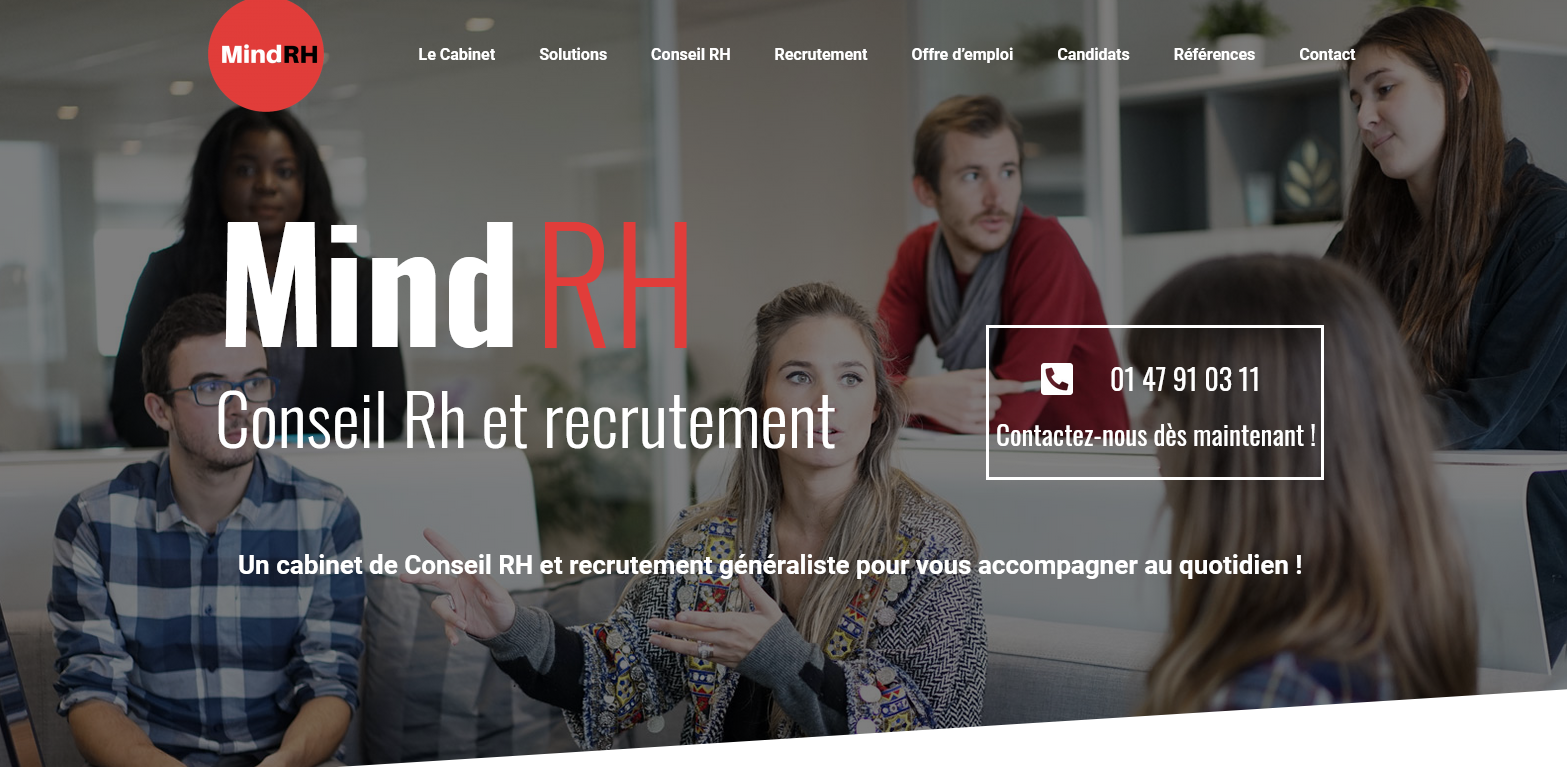 MindRH
Le Cabinet
Solutions
Conseil RH
Recrutement
Offre d’emploi
Candidats
Références
Contact
Mind RH
Conseil Rh et recrutement
01 47 91 03 11
Contactez-nous dès maintenant !
Un cabinet de Conseil RH et recrutement généraliste pour vous accompagner au quotidien !